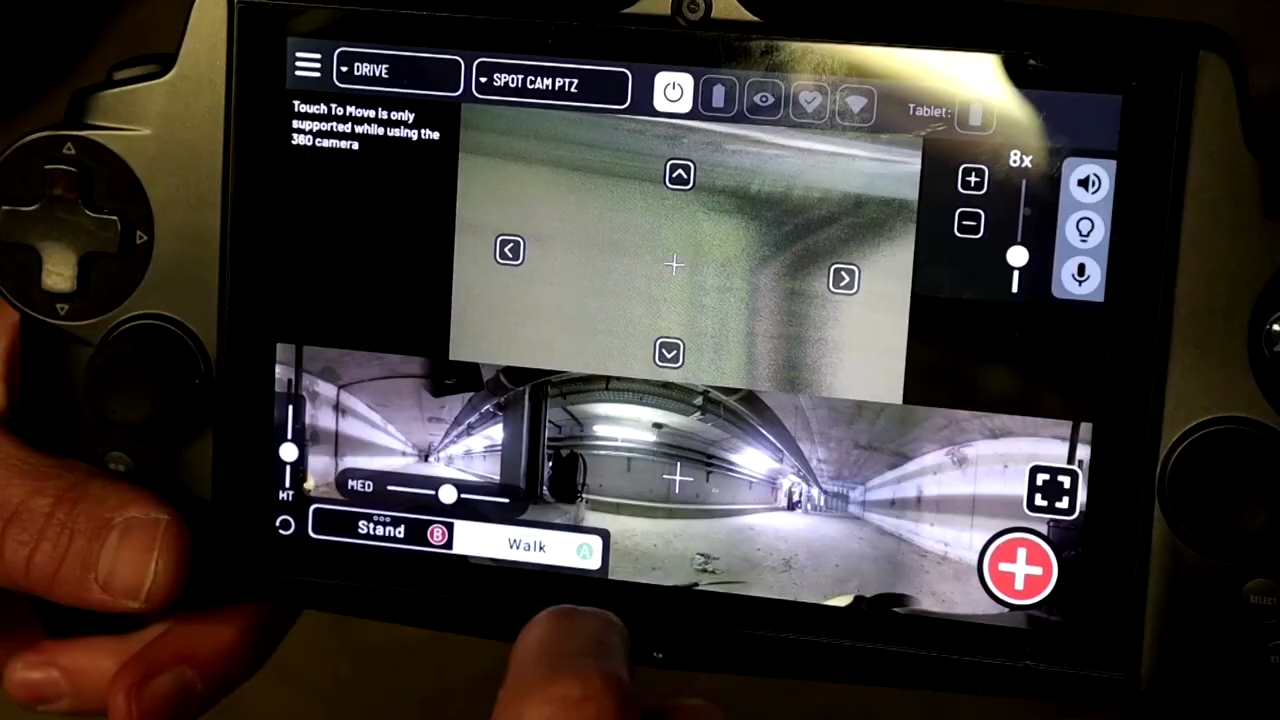 DRIVE
SPOT CAM PTZ
Tablet:
Touch To Move is only
supported while using the
360 camera
8x
MED
HT
Stand B
Walk A
SELECT